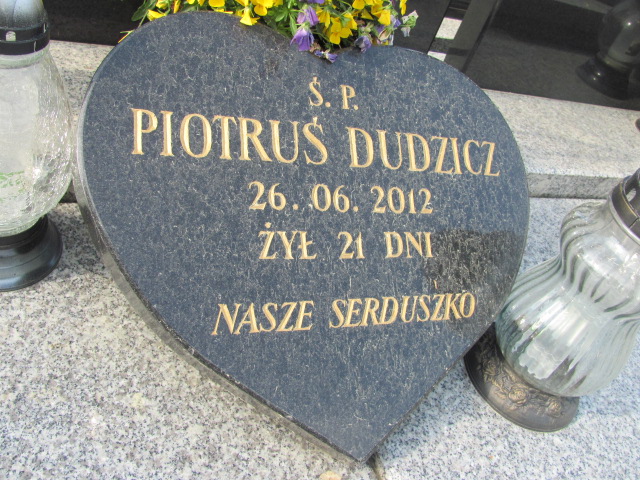 Ś. P.
PIOTRUŚ DUDZICZ
26. 06. 2012
ŻYŁ 21 DNI
NASZE SERDUSZKO